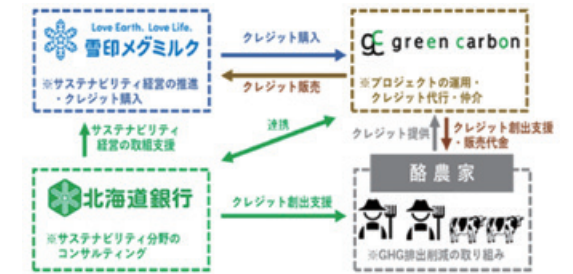 Love Earth. Love Life.
雪印メグミルク
※サステナビリティ経営の推進
・クレジット購入
クレジット購入
クレジット販売
green carbon
※プロジェクトの運用・
クレジット代行・仲介
サステナビリティ
経営の取組支援
連携
クレジット提供
クレジット創出支援
・販売代金
北海道銀行
※サステナビリティ分野の
コンサルティング
クレジット創出支援
酪農家
※GHG排出削減の取り組み